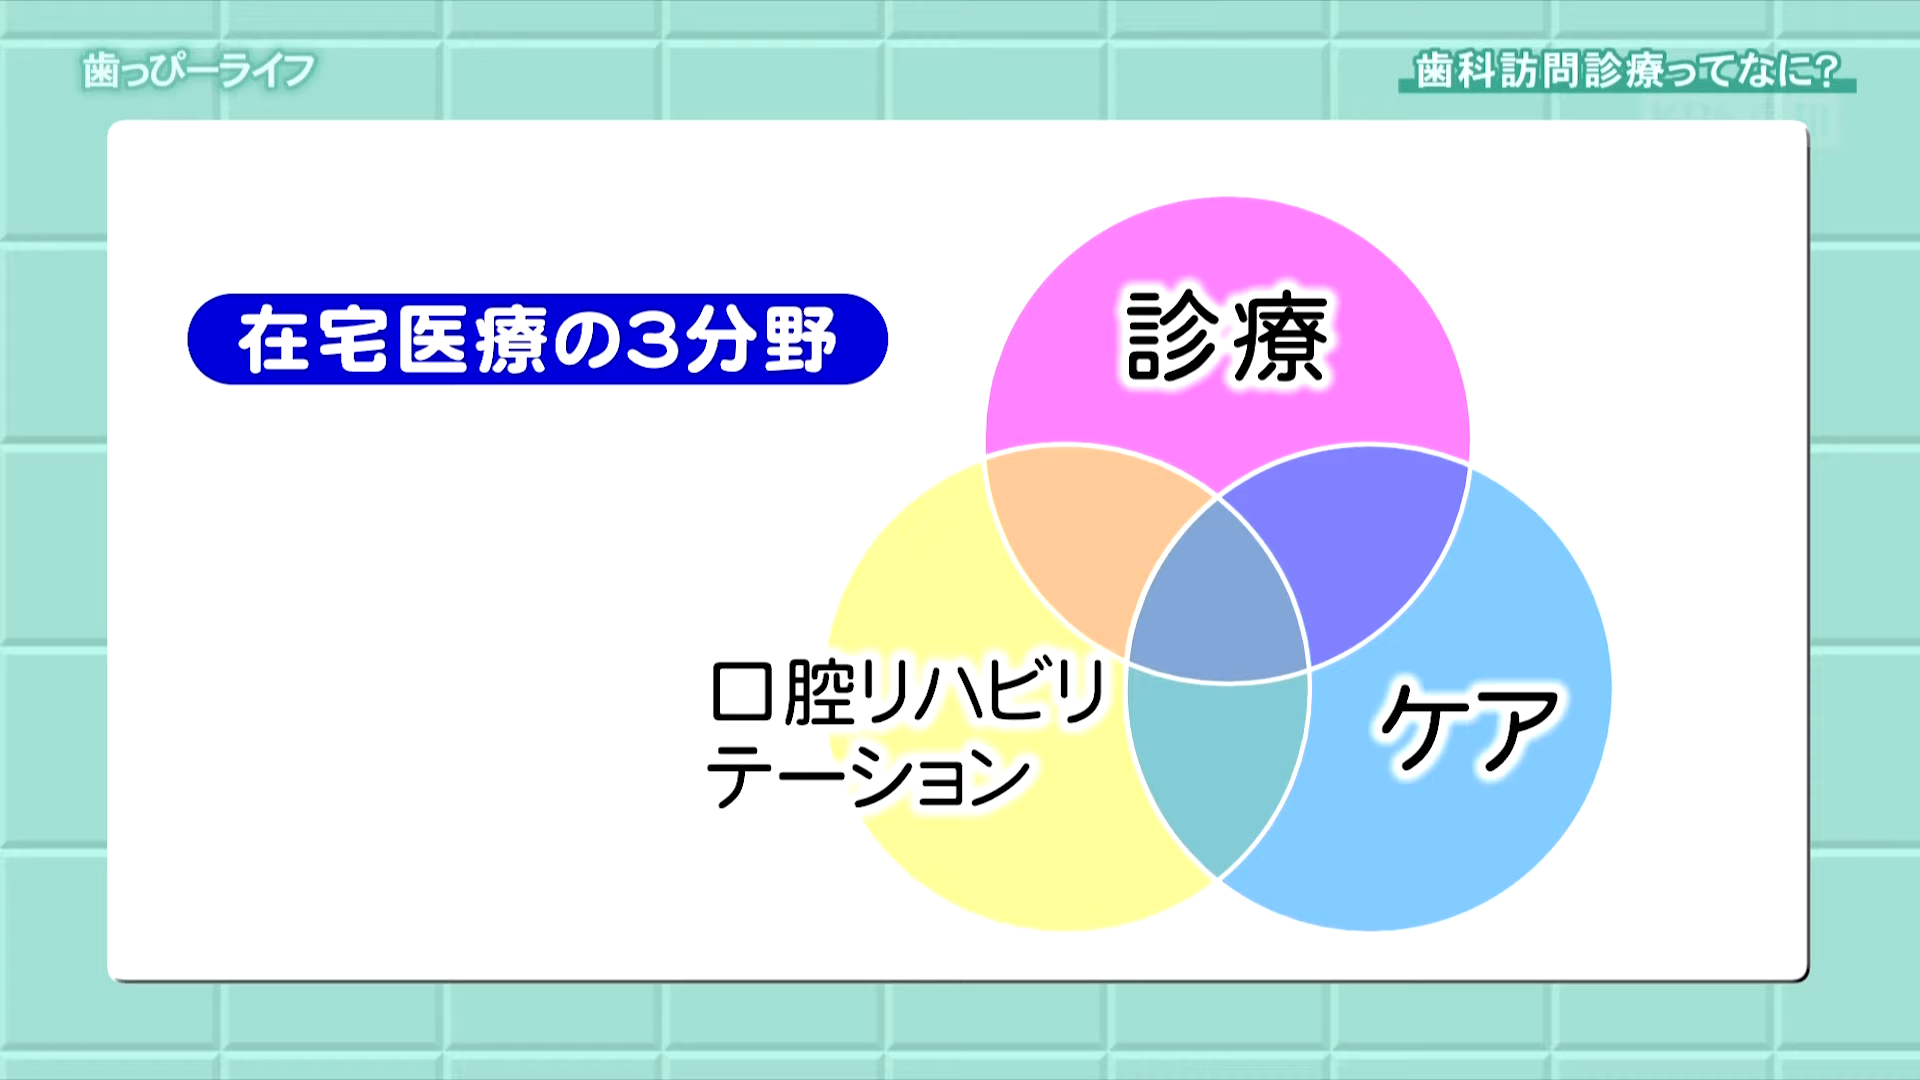 歯っぴーライフ
歯科訪問診療ってなに?
在宅医療の3分野
診療
口腔リハビリ
テーション
ケア